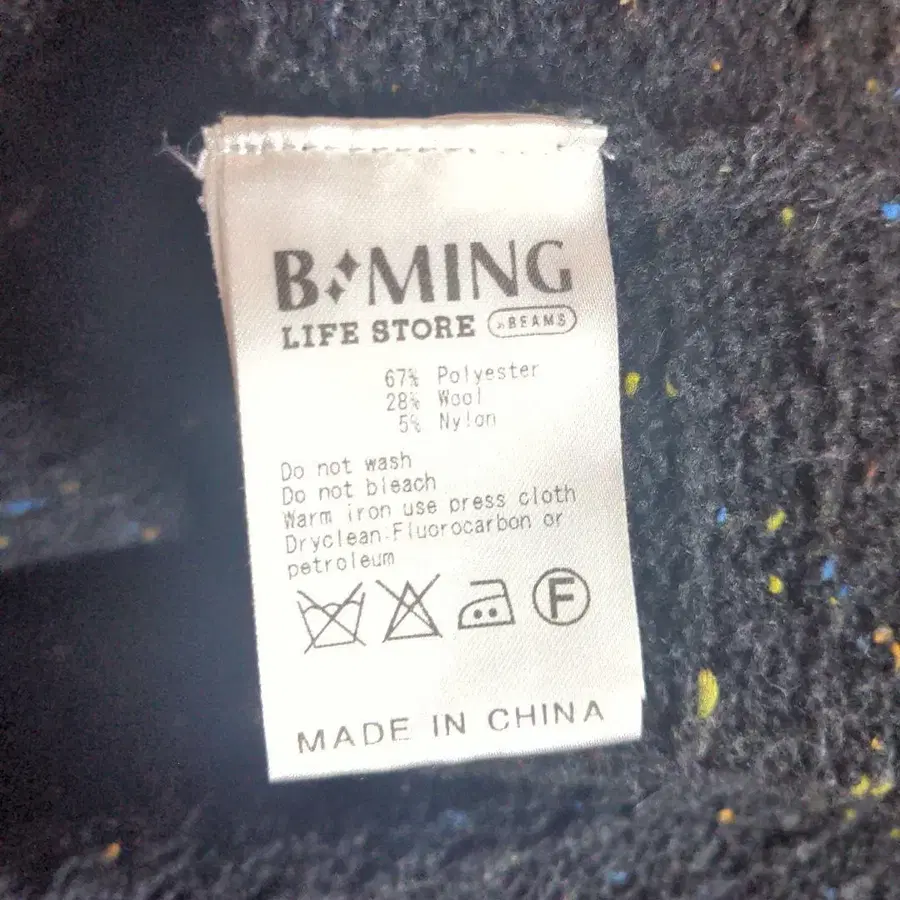 B MING
LIFE STORE BEAMS
67% Polyester
28% Wool
5% Nylon
Do not wash
Do not bleach
Warm iron use press cloth
Dryclean:Fluorocarbon or
petroleum
F
MADE IN CHINA